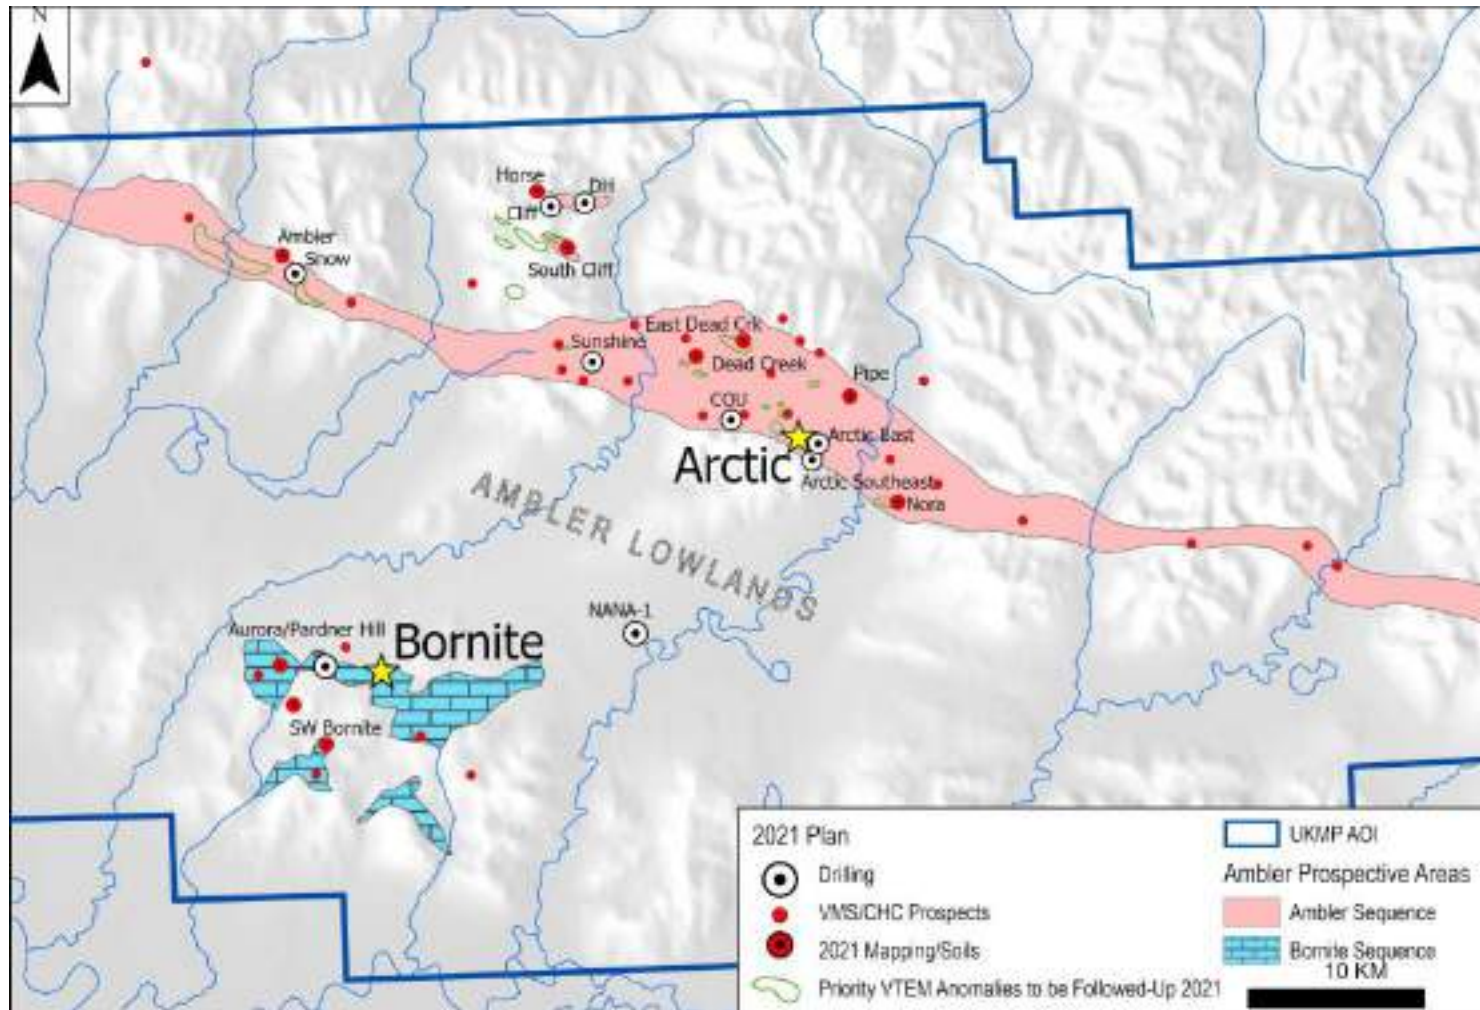 N
Horse
DH
Cliff
Ambler
Snow
South Cliff
East Dead Crk
Sunshine
Dead Creek
Pipe
COU
Arctic East
Arctic
Arctic Southeast
Nora
AMBLER LOWLANDS
NANA-1
Aurora/Pardner Hill
Bornite
SW Bornite
2021 Plan
Drilling
VMS/CHC Prospects
2021 Mapping/Soils
Priority VTEM Anomalies to be Followed-Up 2021
UKMP AOI
Ambler Prospective Areas
Ambler Sequence
Bornite Sequence
10 KM